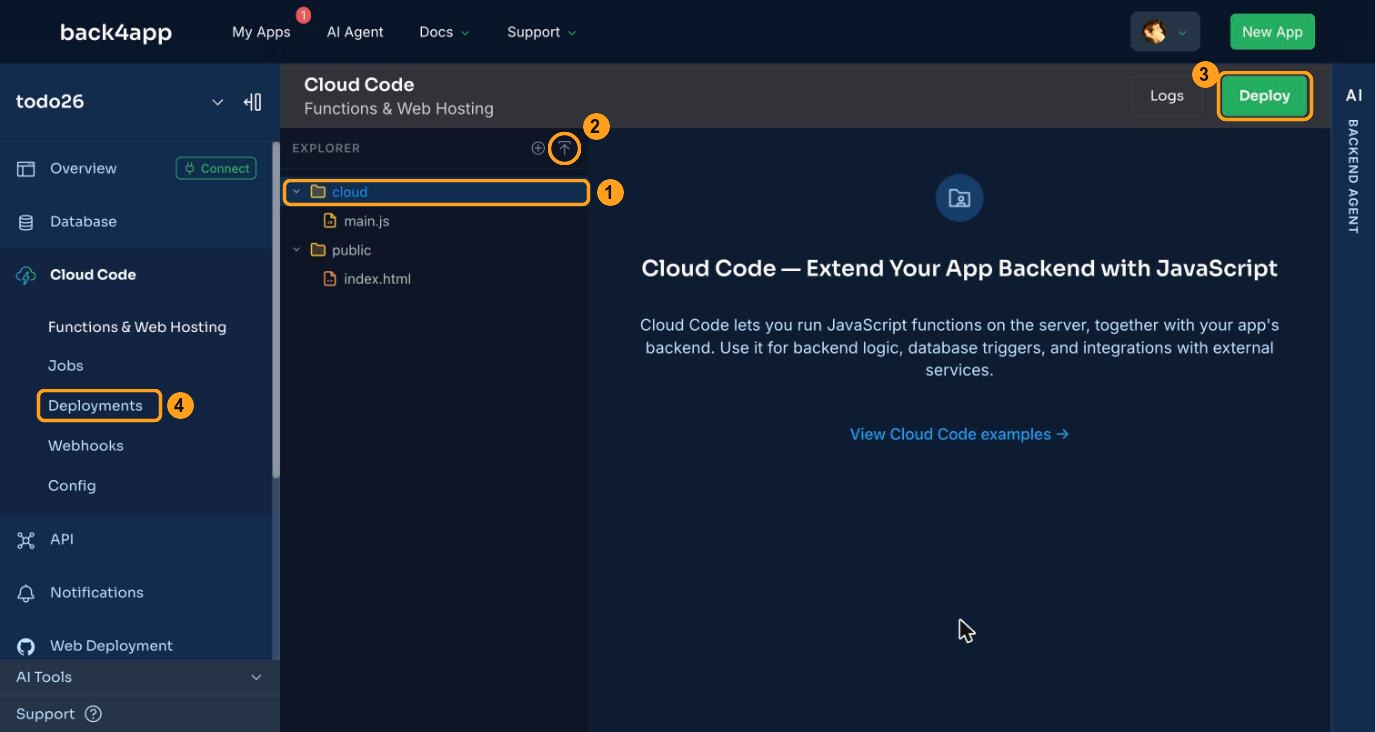 back4app
My Apps
1
AI Agent
Docs
Support
New App
todo26
Overview
Connect
Database
Cloud Code
Functions & Web Hosting
Jobs
Deployments
4
Webhooks
Config
API
Notifications
Web Deployment
AI Tools
Support
Cloud Code
Functions & Web Hosting
Logs
3
Deploy
EXPLORER
2
cloud
1
main.js
public
index.html
Cloud Code — Extend Your App Backend with JavaScript
Cloud Code lets you run JavaScript functions on the server, together with your app's
backend. Use it for backend logic, database triggers, and integrations with external
services.
View Cloud Code examples →
AI
BACKEND AGENT